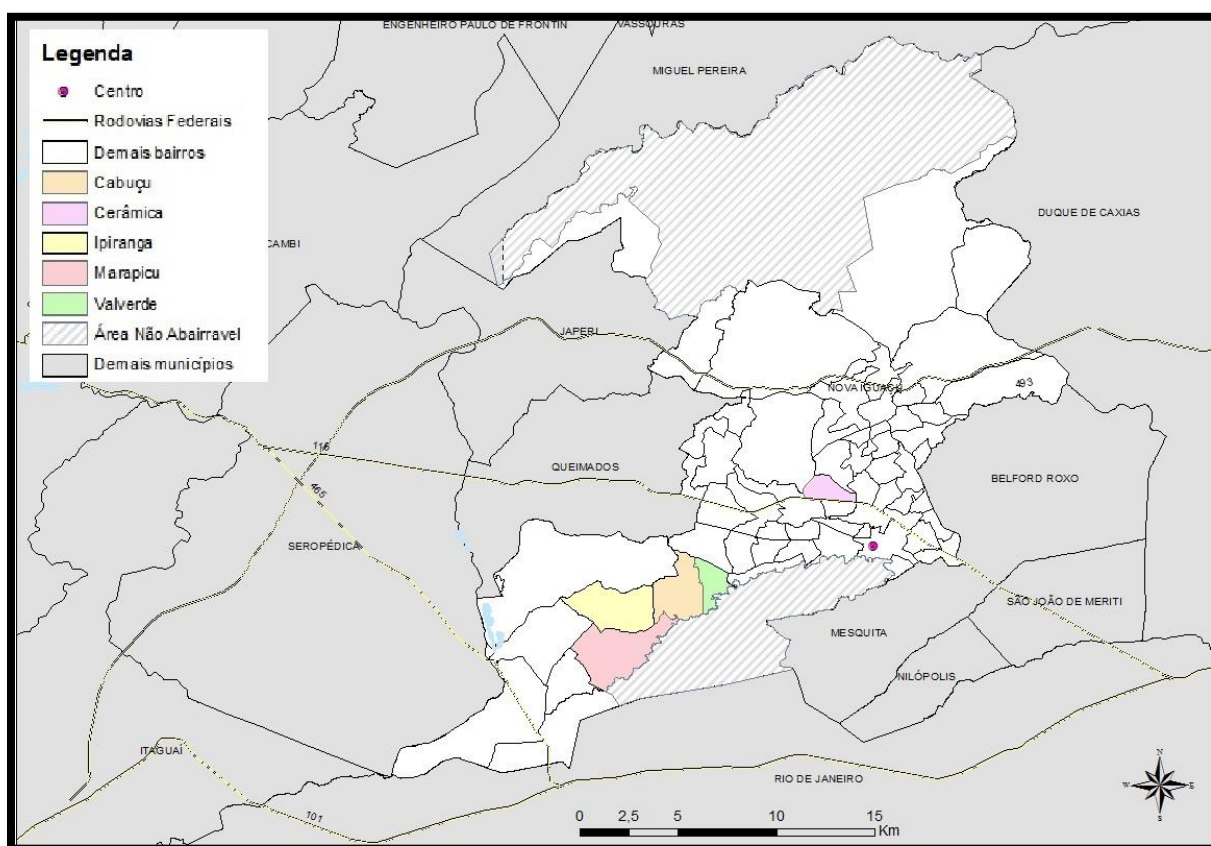 ENGENHEIRO PAULO DE FRONTIN
VASSOURAS
Legenda
Centro
Rodovias Federais
Demais bairros
Cabuçu
Cerâmica
Ipiranga
Marapicu
Valverde
Área Não Abairravel
Demais municípios
MIGUEL PEREIRA
DUQUE DE CAXIAS
CAMBI
JAPERI
NOVA IGUAÇU
493
116
465
QUEIMADOS
BELFORD ROXO
SEROPÉDICA
SÃO JOÃO DE MERITI
MESQUITA
NILÓPOLIS
ITAGUAÍ
RIO DE JANEIRO
101
N
W
E
S
0 2,5 5 10 15
Km